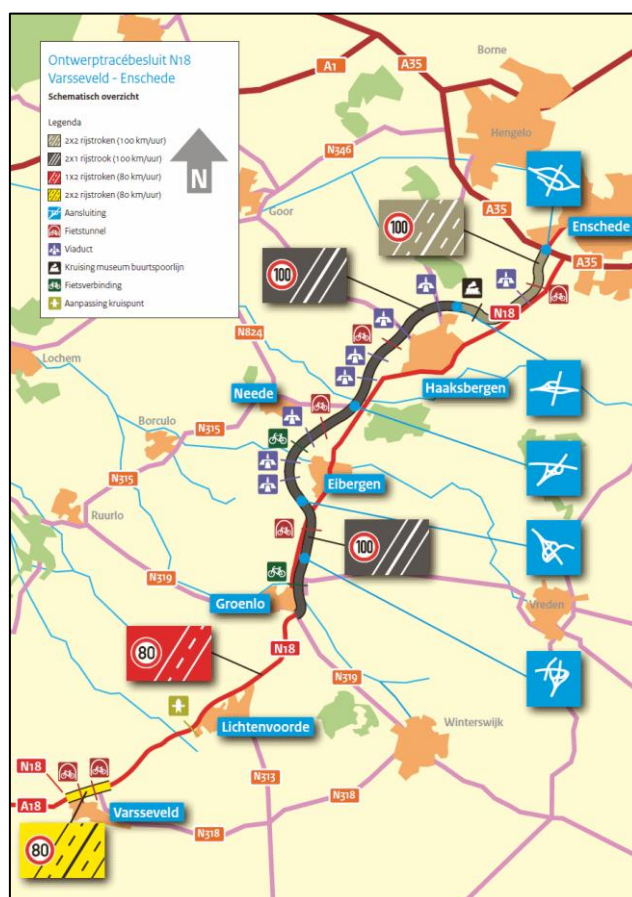 Ontwerptracébesluit N18
Varsseveld - Enschede
Schematisch overzicht
Legenda
2x2 rijstroken (100 km/uur)
2x1 rijstrook (100 km/uur)
1x2 rijstroken (80 km/uur)
2x2 rijstroken (80 km/uur)
Aansluiting
Fietstunnel
Viaduct
Kruising museum buurtspoorlijn
Fietsverbinding
Aanpassing kruispunt
N
A1
A35
Borne
Hengelo
N346
Goor
A35
Enschede
A35
100
100
N18
N824
Lochem
Haaksbergen
Neede
Borculo
N315
N315
Eibergen
Ruurlo
100
N319
Groenlo
Vreden
N18
80
N319
Lichtenvoorde
Winterswijk
N18
N313
N318
A18
Varsseveld
N318
80